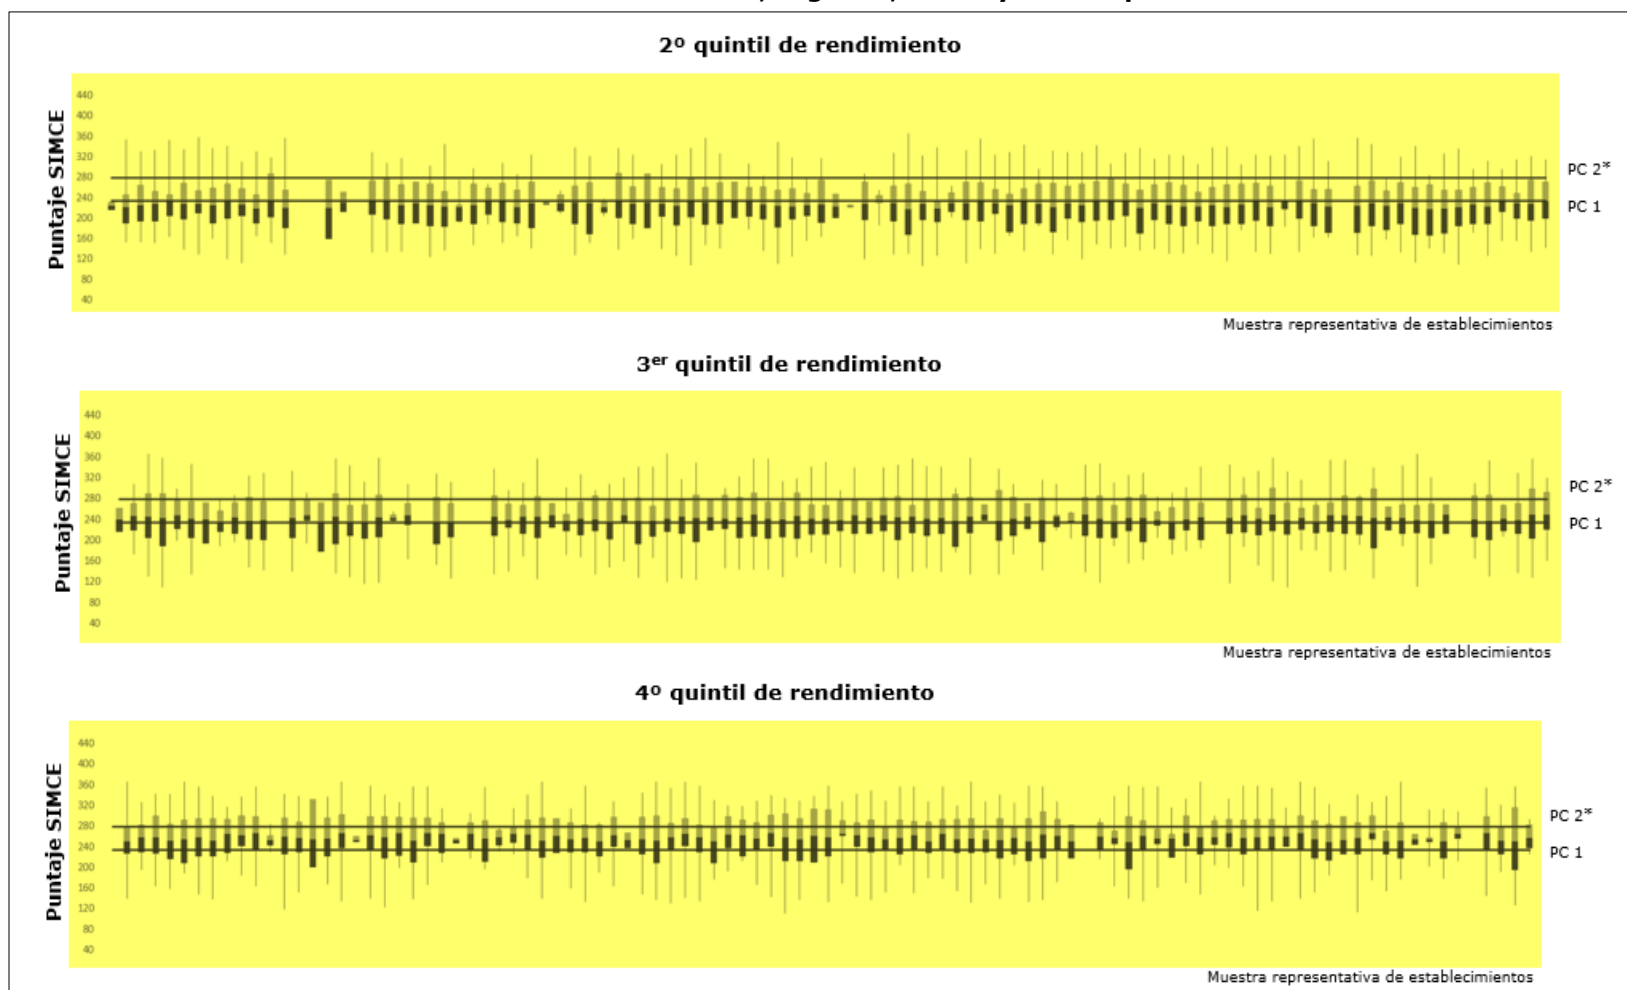 2º quintil de rendimiento
Puntaje SIMCE
440
400
360
320
280
240
200
160
120
80
40
PC 2*
PC 1
Muestra representativa de establecimientos
3er quintil de rendimiento
Puntaje SIMCE
440
400
360
320
280
240
200
160
120
80
40
PC 2*
PC 1
Muestra representativa de establecimientos
4º quintil de rendimiento
Puntaje SIMCE
440
400
360
320
280
240
200
160
120
80
40
PC 2*
PC 1
Muestra representativa de establecimientos